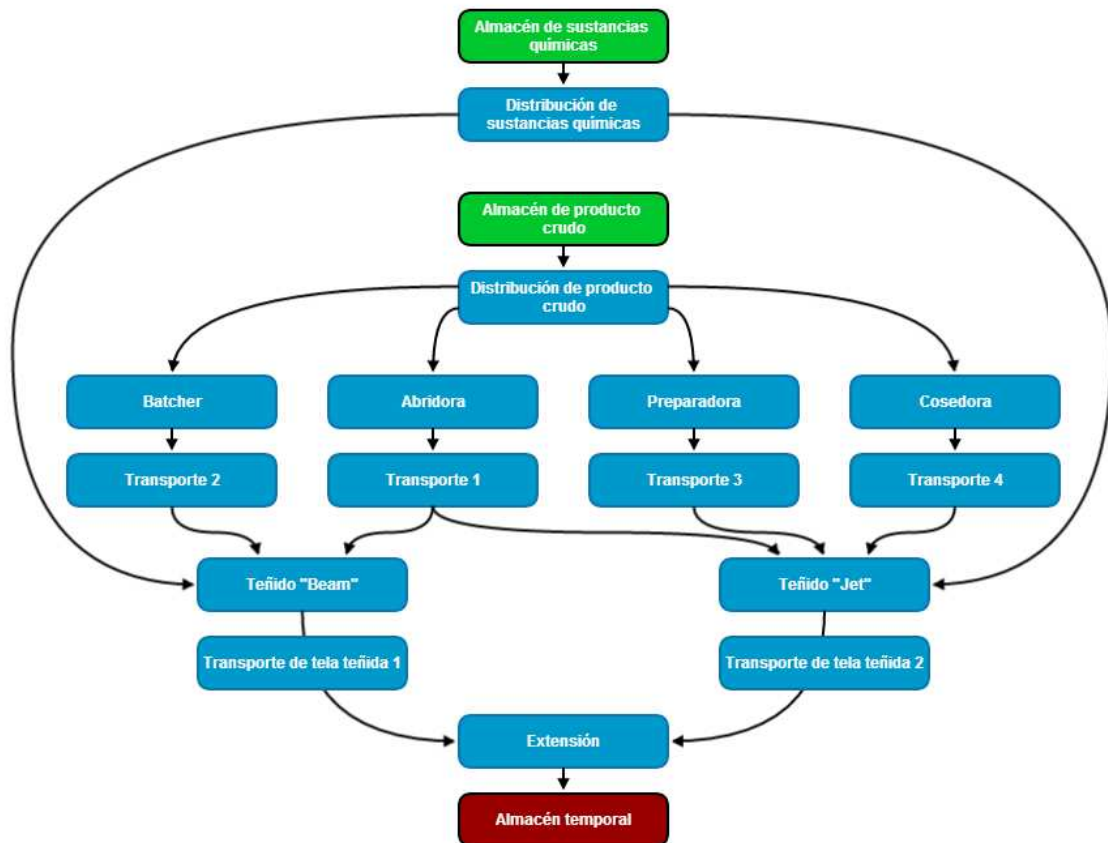 Almacén de sustancias
químicas
Distribución de
sustancias químicas
Almacén de producto
crudo
Distribución de producto
crudo
Batcher
Abridora
Preparadora
Cosedora
Transporte 2
Transporte 1
Transporte 3
Transporte 4
Teñido "Beam"
Teñido "Jet"
Transporte de tela teñida 1
Transporte de tela teñida 2
Extensión
Almacén temporal